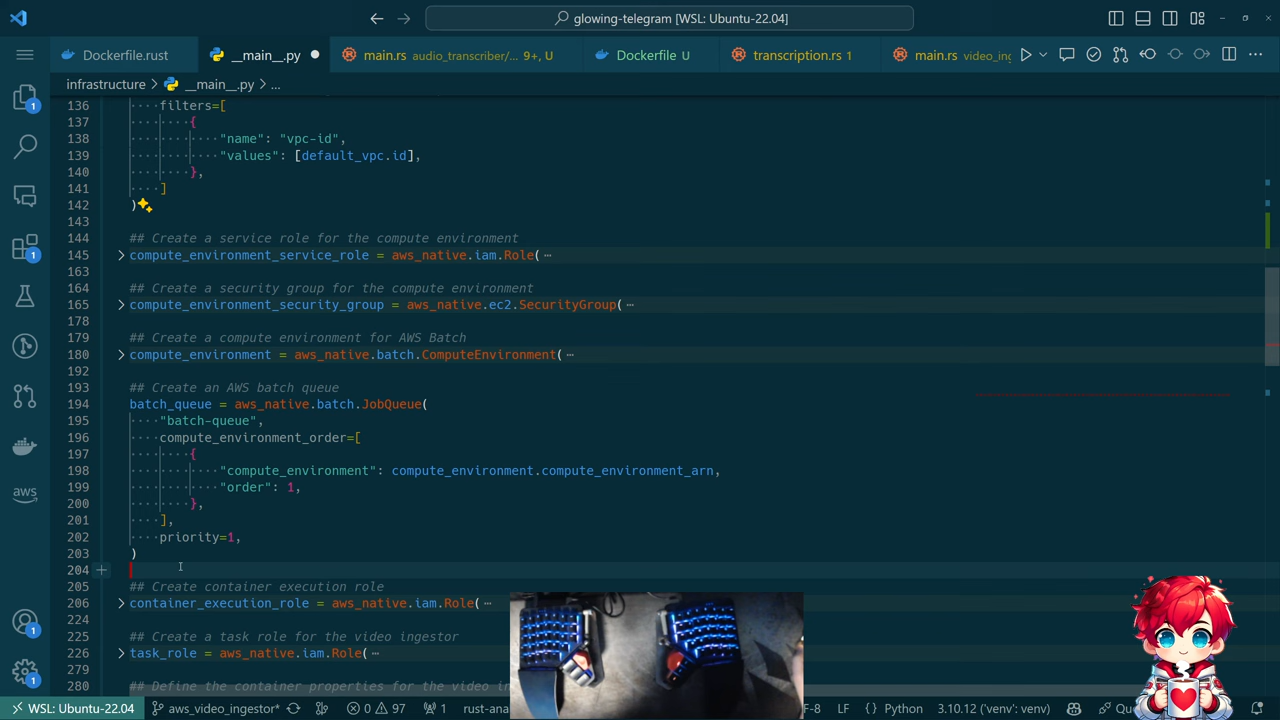 glowing-telegram [WSL: Ubuntu-22.04]
Dockerfile.rust
__main__.py
main.rs audio_transcriber/... 9+, U
Dockerfile U
transcription.rs 1
main.rs video_ing
infrastructure > __main__.py > ...
136 filters=[
137 {
138 "name": "vpc-id",
139 "values": [default_vpc.id],
140 },
141 ]
142 )
143
144 ## Create a service role for the compute environment
145 compute_environment_service_role = aws_native.iam.Role( ⋯
163
164 ## Create a security group for the compute environment
165 compute_environment_security_group = aws_native.ec2.SecurityGroup( ⋯
178
179 ## Create a compute environment for AWS Batch
180 compute_environment = aws_native.batch.ComputeEnvironment( ⋯
192
193 ## Create an AWS batch queue
194 batch_queue = aws_native.batch.JobQueue(
195 "batch-queue",
196 compute_environment_order=[
197 {
198 "compute_environment": compute_environment.compute_environment_arn,
199 "order": 1,
200 },
201 ],
202 priority=1,
203 )
204
205 ## Create container execution role
206 container_execution_role = aws_native.iam.Role( ⋯
224
225 ## Create a task role for the video ingestor
226 task_role = aws_native.iam.Role( ⋯
279
280 ## Define the container properties for the video in
1
1
aws
1
1
WSL: Ubuntu-22.04 aws_video_ingestor* 0 97 1 rust-ana
F-8 LF Python 3.10.12 ('venv': venv) Qu